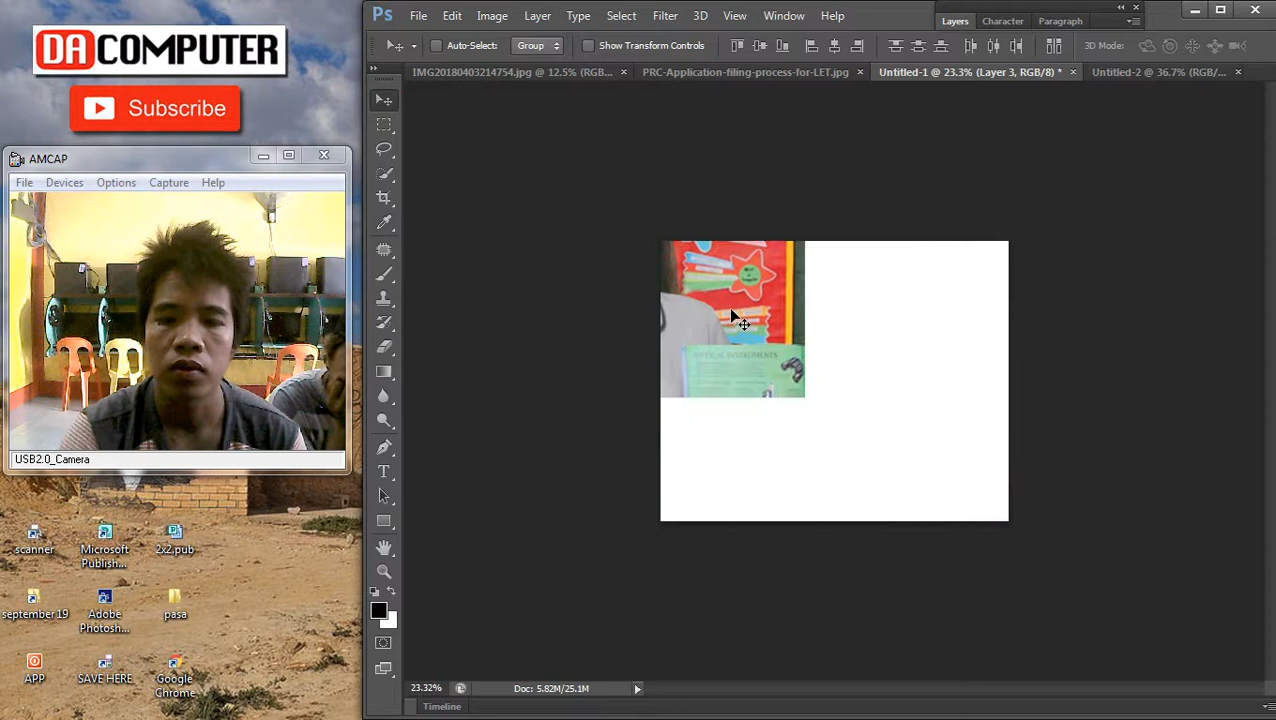 DACOMPUTER
Subscribe
AMCAP
File Devices Options Capture Help
USB2.0_Camera
scanner
Microsoft Publish...
2x2.pub
september 19
Adobe Photosh...
pasa
APP
SAVE HERE
Google Chrome
Ps File Edit Image Layer Type Select Filter 3D View Window Help
Layers Character Paragraph
Auto-Select: Group Show Transform Controls 3D Mode:
IMG20180403214754.jpg @ 12.5% (RGB... PRC-Application-filing-process-for-LET.jpg Untitled-1 @ 23.3% (Layer 3, RGB/8) * Untitled-2 @ 36.7% (RGB/...
INSTRUMENTS
23.32% Doc: 5.82M/25.1M
Timeline